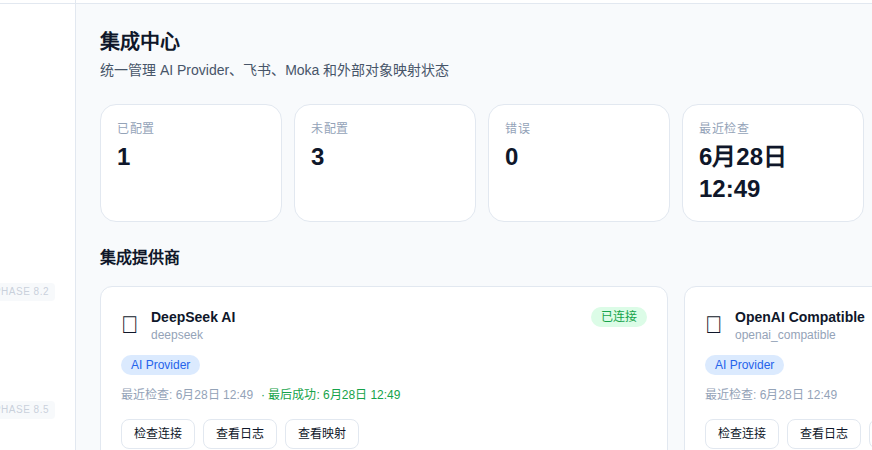 集成中心
统一管理 AI Provider、飞书、Moka 和外部对象映射状态
已配置
1
未配置
3
错误
0
最近检查
6月28日
12:49
集成提供商
HASE 8.2
HASE 8.5
DeepSeek AI
deepseek
已连接
AI Provider
最近检查: 6月28日 12:49 · 最后成功: 6月28日 12:49
检查连接
查看日志
查看映射
OpenAI Compatible
openai_compatible
AI Provider
最近检查: 6月28日 12:49
检查连接
查看日志